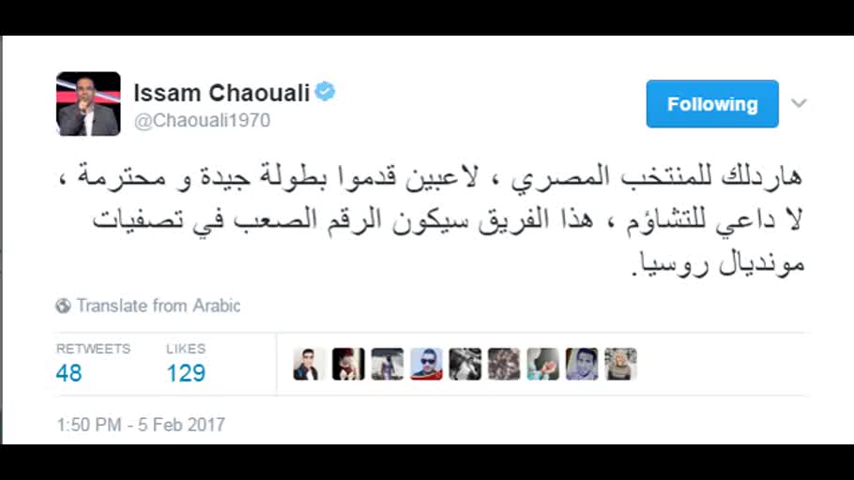 Issam Chaouali
@Chaouali1970
Following
هاردلك للمنتخب المصري ، لاعبين قدموا بطولة جيدة و محترمة ،
لا داعي للتشاؤم ، هذا الفريق سيكون الرقم الصعب في تصفيات
مونديال روسيا.
Translate from Arabic
RETWEETS LIKES
48 129
1:50 PM - 5 Feb 2017